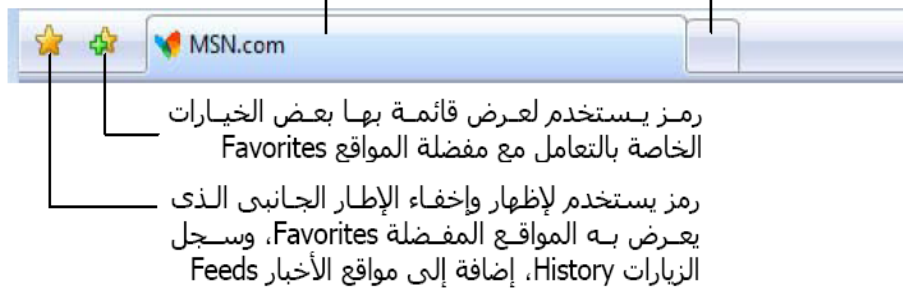 MSN.com
رمز يستخدم لعرض قائمة بها بعض الخيارات
الخاصة بالتعامل مع مفضلة المواقع Favorites
رمز يستخدم لإظهار وإخفاء الإطار الجانبى الذى
يعرض به المواقع المفضلة Favorites، وسجل
الزيارات History، إضافة إلى مواقع الأخبار Feeds